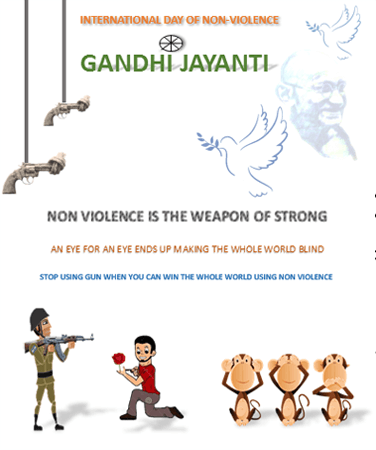 INTERNATIONAL DAY OF NON-VIOLENCE
GANDHI JAYANTI
NON VIOLENCE IS THE WEAPON OF STRONG
AN EYE FOR AN EYE ENDS UP MAKING THE WHOLE WORLD BLIND
STOP USING GUN WHEN YOU CAN WIN THE WHOLE WORLD USING NON VIOLENCE